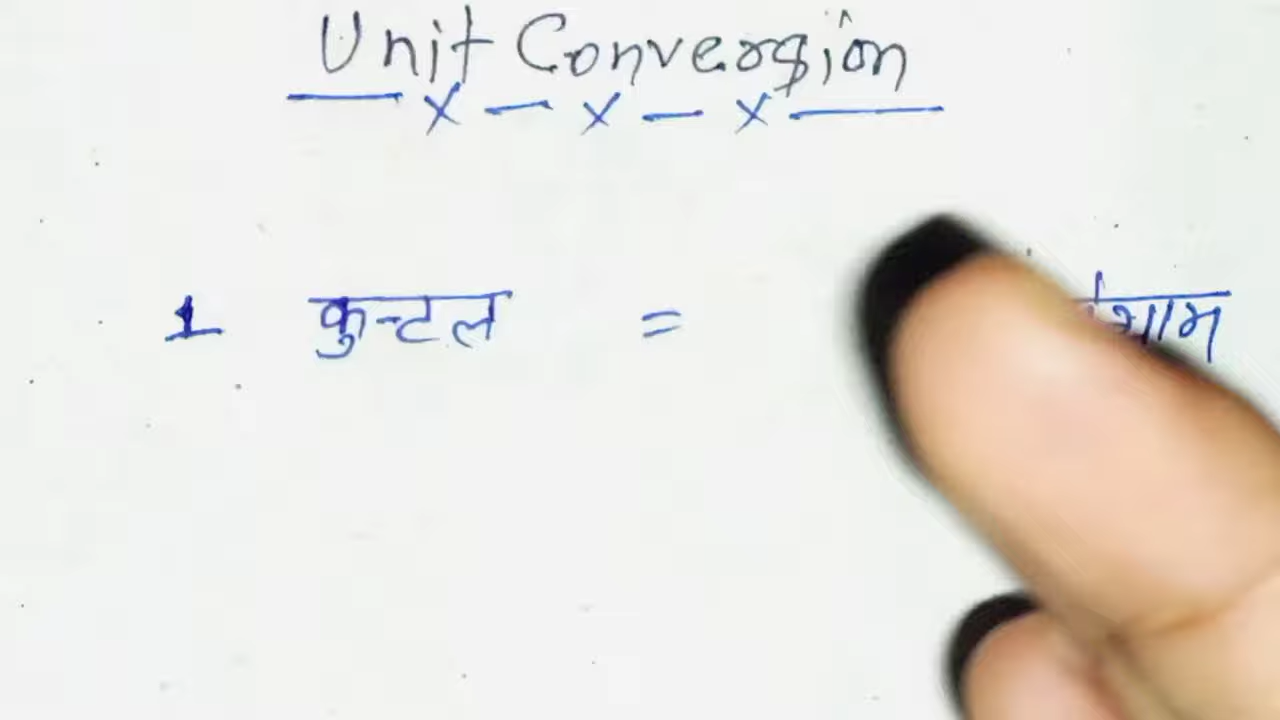 Unit Conversion
— x — x — x —
1 कुन्टल =